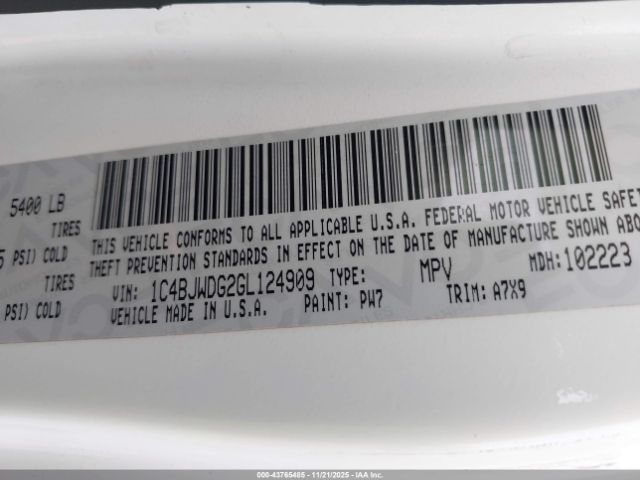 5400 LB
TIRES
5 PSI) COLD
TIRES
PSI) COLD
THIS VEHICLE CONFORMS TO ALL APPLICABLE U.S.A. FEDERAL MOTOR VEHICLE SAFETY
THEFT PREVENTION STANDARDS IN EFFECT ON THE DATE OF MANUFACTURE SHOWN ABO
VIN: 1C4BJWDG2GL124909 TYPE: MPV MDH:102223
VEHICLE MADE IN U.S.A. PAINT: PW7 TRIM: A7X9
000-43765485 - 11/21/2025 - IAA Inc.